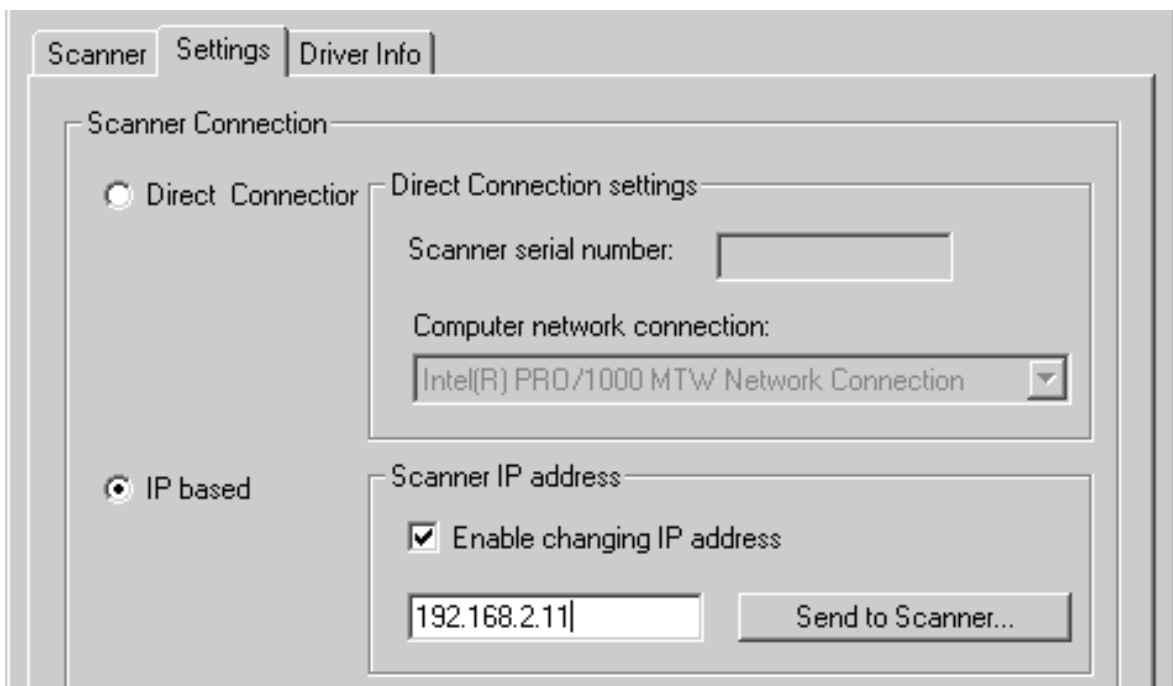 Scanner Settings Driver Info
Scanner Connection
Direct Connectior
Direct Connection settings
Scanner serial number:
Computer network connection:
Intel(R) PRO/1000 MTW Network Connection
IP based
Scanner IP address
Enable changing IP address
192.168.2.11
Send to Scanner...